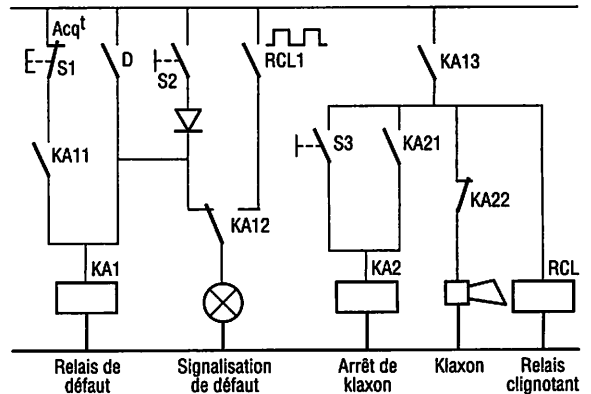 Acqt
S1
D
S2
RCL1
KA13
KA11
S3
KA21
KA12
KA22
KA1
KA2
RCL
Relais de
défaut
Signalisation
de défaut
Arrêt de
klaxon
Klaxon
Relais
clignotant